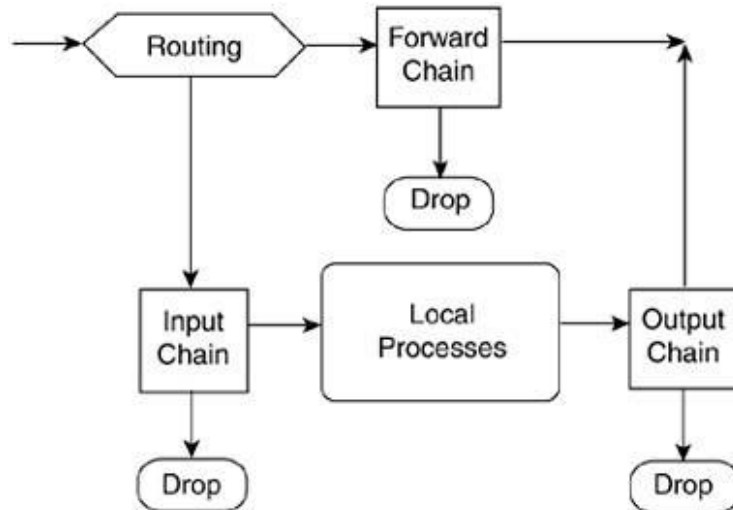 Routing
Forward
Chain
Drop
Input
Chain
Local
Processes
Output
Chain
Drop
Drop